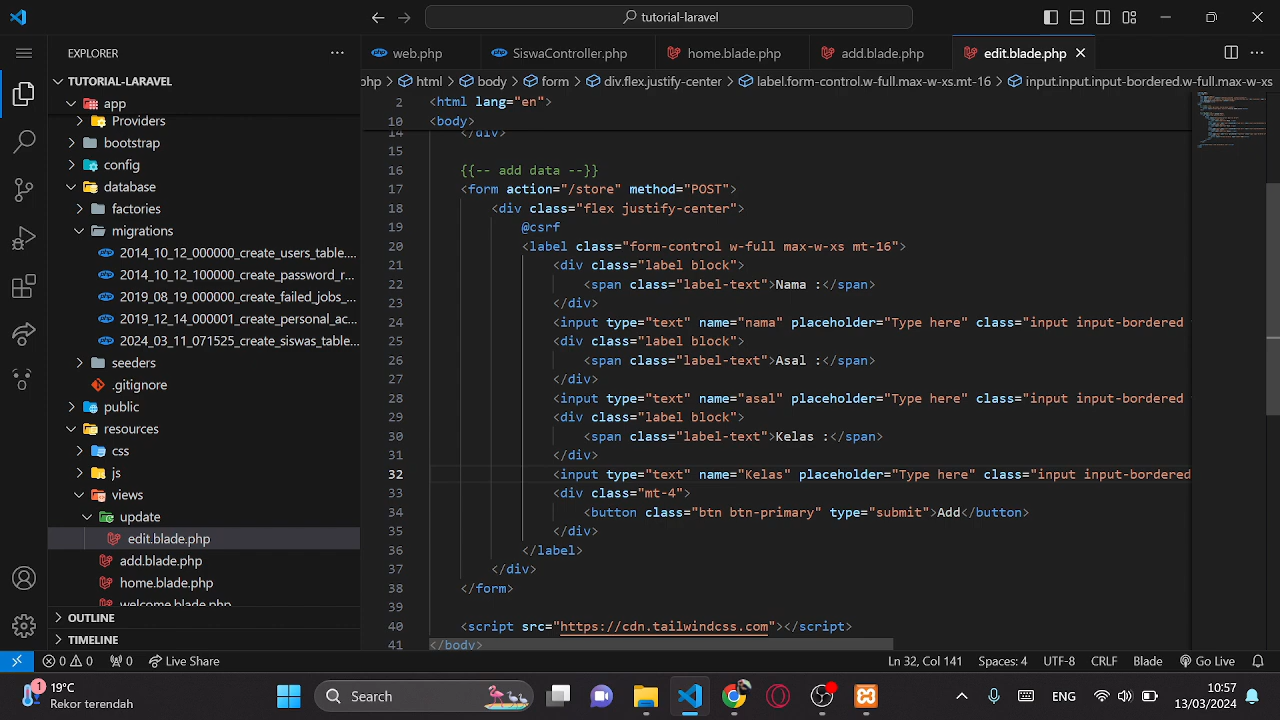 tutorial-laravel
EXPLORER
TUTORIAL-LARAVEL
app
Providers
bootstrap
config
database
factories
migrations
2014_10_12_000000_create_users_table....
2014_10_12_100000_create_password_r...
2019_08_19_000000_create_failed_jobs_...
2019_12_14_000001_create_personal_ac...
2024_03_11_071525_create_siswas_table...
seeders
.gitignore
public
resources
css
js
views
update
edit.blade.php
add.blade.php
home.blade.php
welcome.blade.php
OUTLINE
TIMELINE
web.php SiswaController.php home.blade.php add.blade.php edit.blade.php
php > html > body > form > div.flex.justify-center > label.form-control.w-full.max-w-xs.mt-16 > input.input.input-bordered.w-full.max-w-xs
2 <html lang="en">
10 <body>
14 </div>
15
16 {{-- add data --}}
17 <form action="/store" method="POST">
18 <div class="flex justify-center">
19 @csrf
20 <label class="form-control w-full max-w-xs mt-16">
21 <div class="label block">
22 <span class="label-text">Nama :</span>
23 </div>
24 <input type="text" name="nama" placeholder="Type here" class="input input-bordered
25 <div class="label block">
26 <span class="label-text">Asal :</span>
27 </div>
28 <input type="text" name="asal" placeholder="Type here" class="input input-bordered
29 <div class="label block">
30 <span class="label-text">Kelas :</span>
31 </div>
32 <input type="text" name="Kelas" placeholder="Type here" class="input input-bordered
33 <div class="mt-4">
34 <button class="btn btn-primary" type="submit">Add</button>
35 </div>
36 </label>
37 </div>
38 </form>
39
40 <script src="https://cdn.tailwindcss.com"></script>
41 </body>
0 0 0 Live Share Ln 32, Col 141 Spaces: 4 UTF-8 CRLF Blade Go Live
1 19°C
Rekor terendah
Search
ENG
10:57
13/03/2024